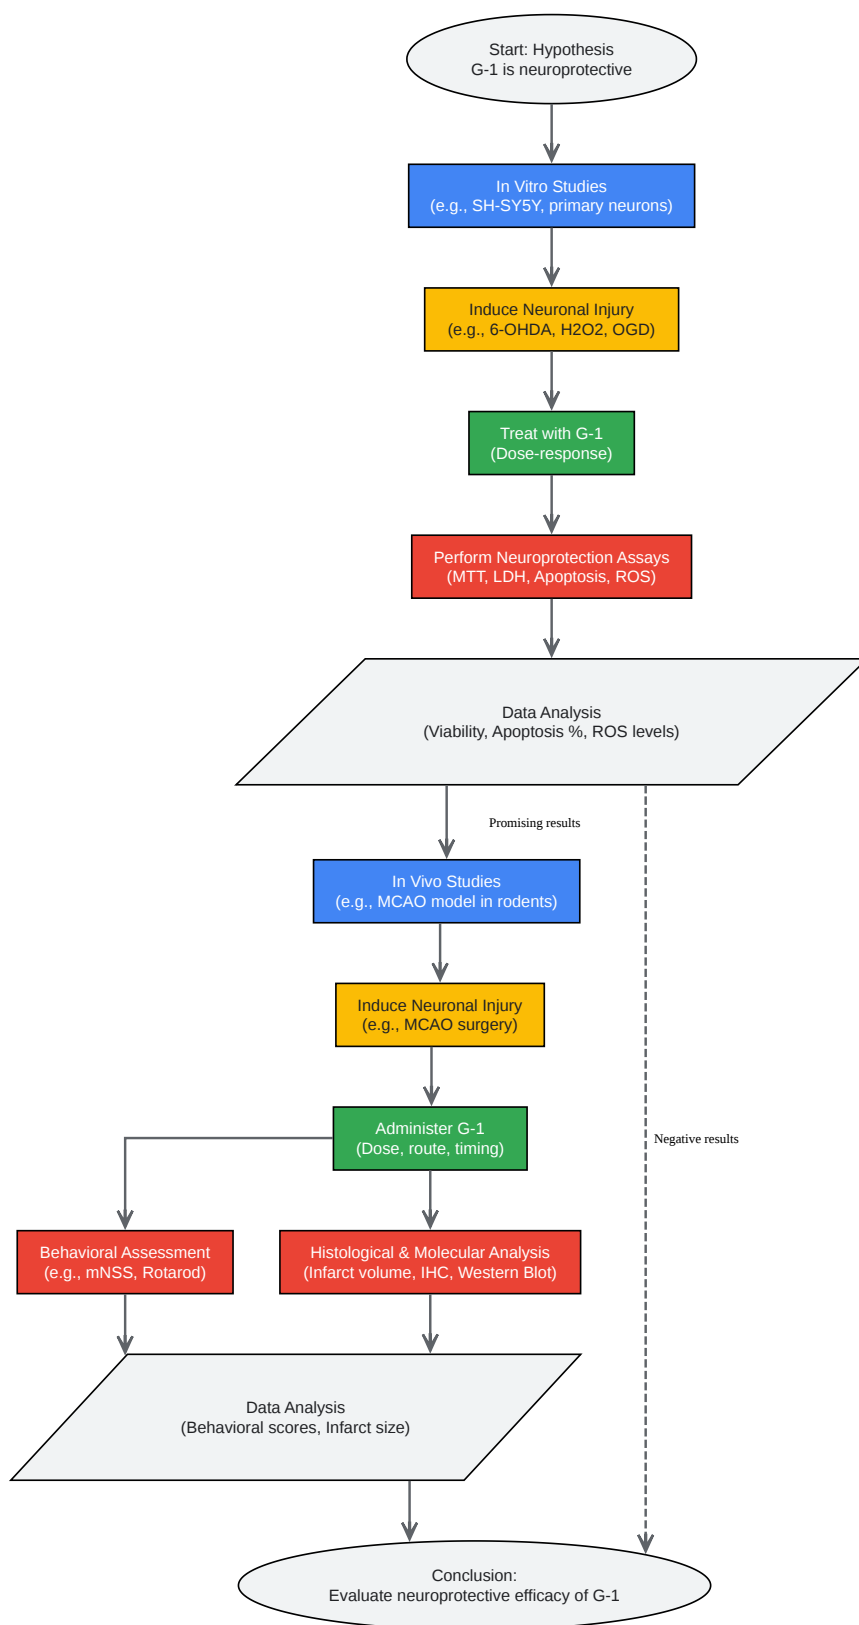 Start: Hypothesis
G-1 is neuroprotective
In Vitro Studies
(e.g., SH-SY5Y, primary neurons)
Induce Neuronal Injury
(e.g., 6-OHDA, H2O2, OGD)
Treat with G-1
(Dose-response)
Perform Neuroprotection Assays
(MTT, LDH, Apoptosis, ROS)
Data Analysis
(Viability, Apoptosis %, ROS levels)
Promising results
In Vivo Studies
(e.g., MCAO model in rodents)
Induce Neuronal Injury
(e.g., MCAO surgery)
Administer G-1
(Dose, route, timing)
Negative results
Behavioral Assessment
(e.g., mNSS, Rotarod)
Histological & Molecular Analysis
(Infarct volume, IHC, Western Blot)
Data Analysis
(Behavioral scores, Infarct size)
Conclusion:
Evaluate neuroprotective efficacy of G-1